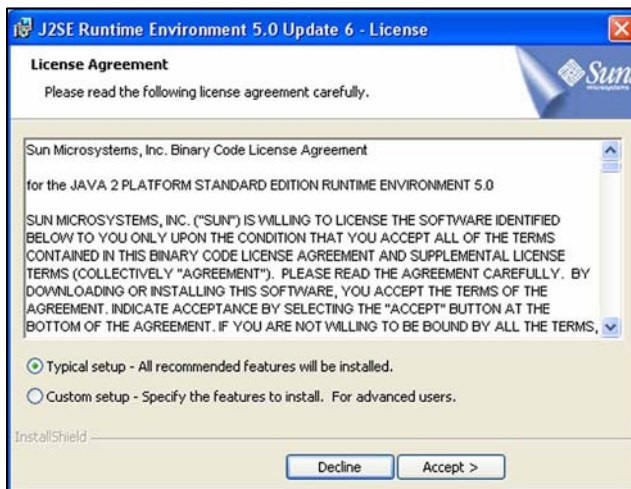 J2SE Runtime Environment 5.0 Update 6 - License
License Agreement
Please read the following license agreement carefully.
Sun
microsystems
Sun Microsystems, Inc. Binary Code License Agreement
for the JAVA 2 PLATFORM STANDARD EDITION RUNTIME ENVIRONMENT 5.0
SUN MICROSYSTEMS, INC. ("SUN") IS WILLING TO LICENSE THE SOFTWARE IDENTIFIED
BELOW TO YOU ONLY UPON THE CONDITION THAT YOU ACCEPT ALL OF THE TERMS
CONTAINED IN THIS BINARY CODE LICENSE AGREEMENT AND SUPPLEMENTAL LICENSE
TERMS (COLLECTIVELY "AGREEMENT"). PLEASE READ THE AGREEMENT CAREFULLY. BY
DOWNLOADING OR INSTALLING THIS SOFTWARE, YOU ACCEPT THE TERMS OF THE
AGREEMENT. INDICATE ACCEPTANCE BY SELECTING THE "ACCEPT" BUTTON AT THE
BOTTOM OF THE AGREEMENT. IF YOU ARE NOT WILLING TO BE BOUND BY ALL THE TERMS,
Typical setup - All recommended features will be installed.
Custom setup - Specify the features to install. For advanced users.
InstallShield
Decline
Accept >